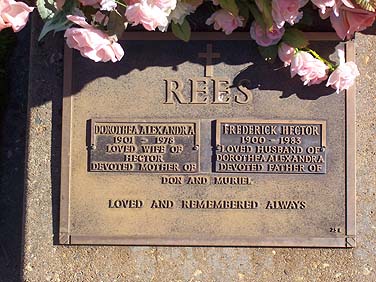 REES
DOROTHEA ALEXANDRA
1901 - 1978
LOVED WIFE OF
HECTOR
DEVOTED MOTHER OF
FREDERICK HECTOR
1900 - 1983
LOVED HUSBAND OF
DOROTHEA ALEXANDRA
DEVOTED FATHER OF
DON AND MURIEL
LOVED AND REMEMBERED ALWAYS